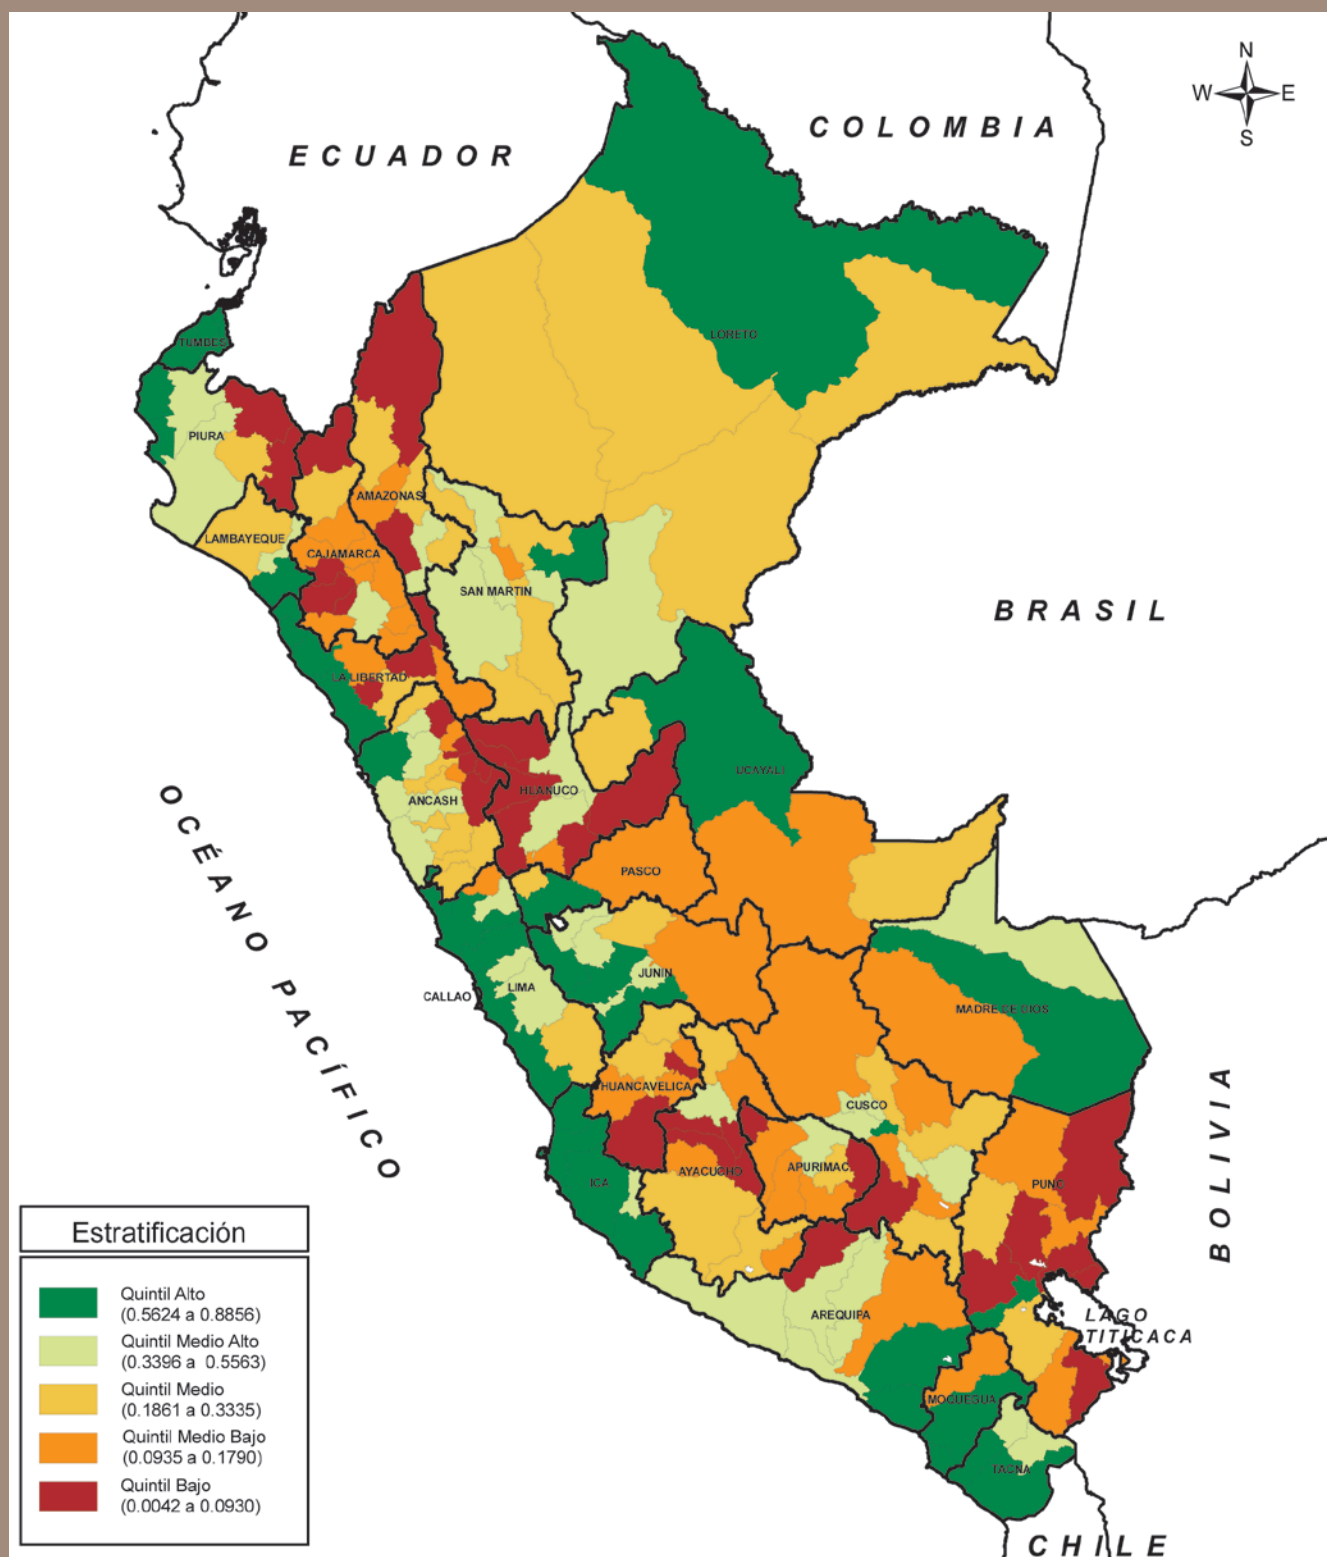 N
W E
S
COLOMBIA
ECUADOR
LORETO
TUMBES
PIURA
AMAZONAS
LAMBAYEQUE
CAJAMARCA
SAN MARTIN
BRASIL
LA LIBERTAD
UCAYALI
HUANUCO
ANCASH
PASCO
OCÉANO PACÍFICO
JUNIN
LIMA
CALLAO
MADRE DE DIOS
HUANCAVELICA
CUSCO
BOLIVIA
AYACUCHO
APURIMAC
ICA
PUNO
AREQUIPA
LAGO
TITICACA
MOQUEGUA
TACNA
CHILE
Estratificación
Quintil Alto
(0.5624 a 0.8856)
Quintil Medio Alto
(0.3396 a 0.5563)
Quintil Medio
(0.1861 a 0.3335)
Quintil Medio Bajo
(0.0935 a 0.1790)
Quintil Bajo
(0.0042 a 0.0930)